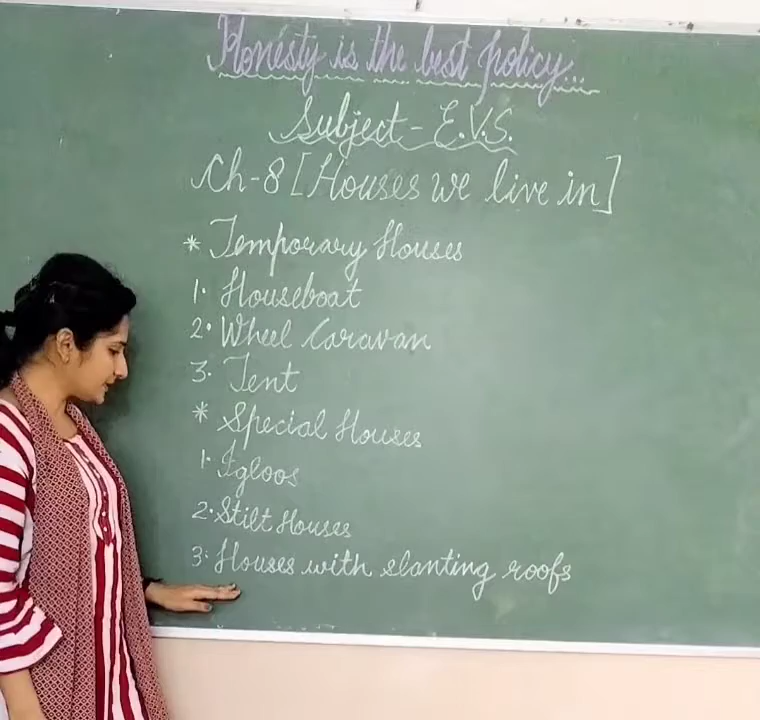 Honesty is the best policy...
Subject - E.V.S.
Ch-8 [Houses we live in]
* Temporary Houses
1. Houseboat
2. Wheel Caravan
3. Tent
* Special Houses
1. Igloos
2. Stilt Houses
3. Houses with slanting roofs